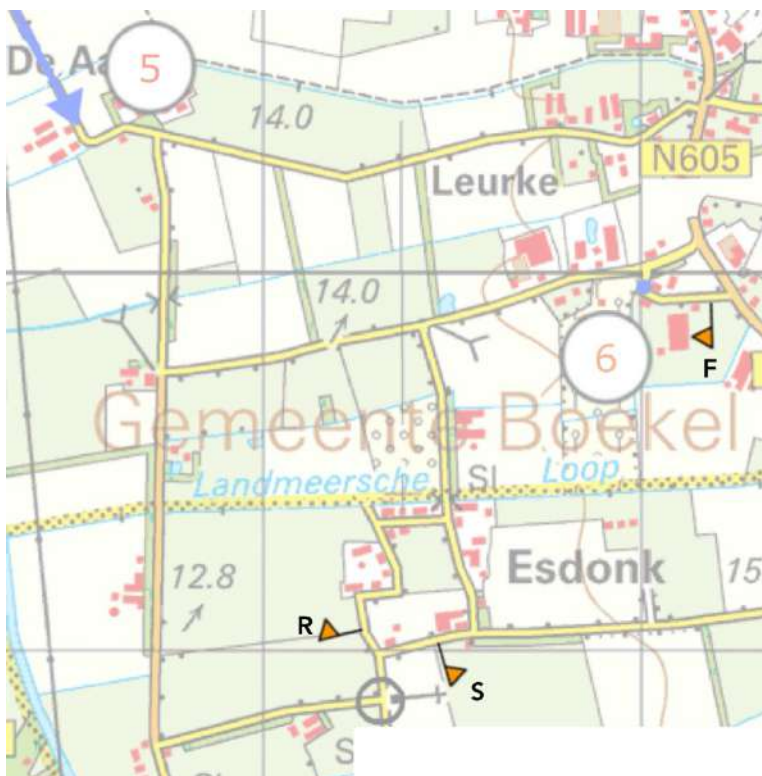 De Aa
5
14.0
Leurke
N605
14.0
6
F
Gemeente Boekel
Landmeersche
Loop
Sl
12.8
Esdonk
15
R
S
S